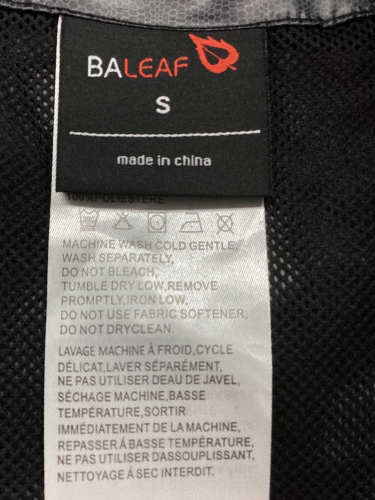 BALEAF
S
made in china
100%POLIESTERE
MACHINE WASH COLD GENTLE,
WASH SEPARATELY,
DO NOT BLEACH,
TUMBLE DRY LOW,REMOVE
PROMPTLY,IRON LOW,
DO NOT USE FABRIC SOFTENER,
DO NOT DRYCLEAN.
LAVAGE MACHINE À FROID,CYCLE
DÉLICAT,LAVER SÉPARÉMENT,
NE PAS UTILISER DEAU DE JAVEL,
SÉCHAGE MACHINE,BASSE
TEMPÉRATURE,SORTIR
IMMÉDIATEMENT DE LA MACHINE,
REPASSER À BASSE TEMPÉRATURE,
NE PAS UTILISER DASSOUPLISSANT,
NETTOYAGE À SEC INTERDIT.